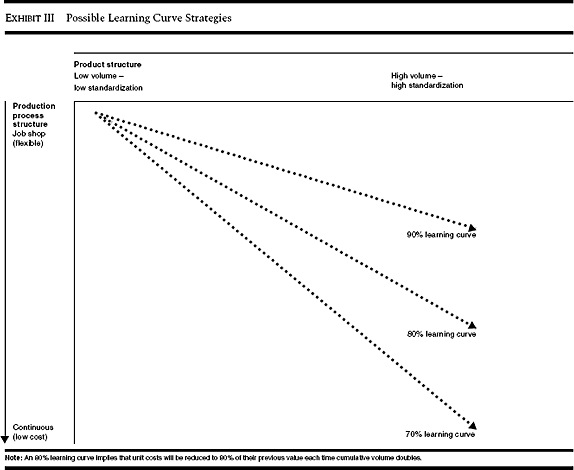 EXHIBIT III Possible Learning Curve Strategies
Product structure
Low volume –
low standardization
High volume –
high standardization
Production
process
structure
Job shop
(flexible)
90% learning curve
80% learning curve
70% learning curve
Continuous
(low cost)
Note: An 80% learning curve implies that unit costs will be reduced to 80% of their previous value each time cumulative volume doubles.